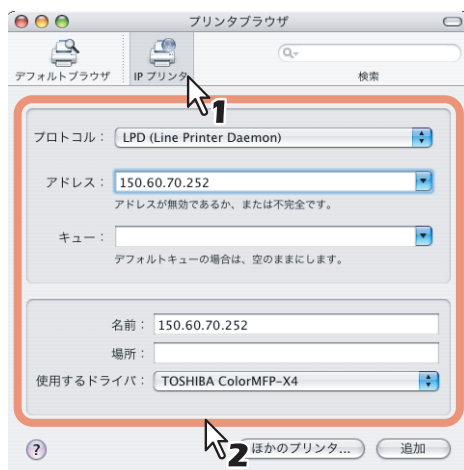 プリンタブラウザ
デフォルトブラウザ
IP プリンタ
検索
1
プロトコル： LPD (Line Printer Daemon)
アドレス： 150.60.70.252
アドレスが無効であるか、または不完全です。
キュー：
デフォルトキューの場合は、空のままにします。
名前： 150.60.70.252
場所：
使用するドライバ： TOSHIBA ColorMFP-X4
?
2
ほかのプリンタ...
追加